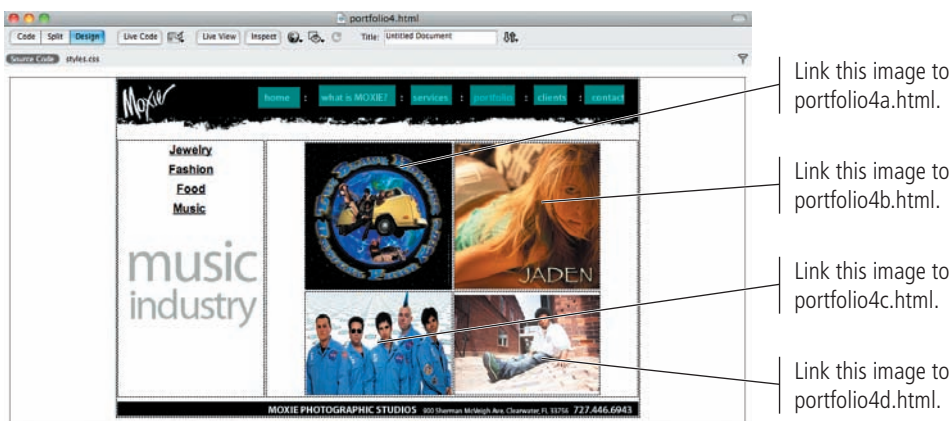 portfolio4.html
Code Split Design Live Code Live View Inspect Title: Untitled Document
Source Code styles.css
Moxie
home : what is MOXIE? : services : portfolio : clients : contact
Jewelry
Fashion
Food
Music
music
industry
JADEN
MOXIE PHOTOGRAPHIC STUDIOS 600 Sherman McVeigh Ave. Clearwater, FL 33756 727.446.6943
Link this image to
portfolio4a.html.
Link this image to
portfolio4b.html.
Link this image to
portfolio4c.html.
Link this image to
portfolio4d.html.